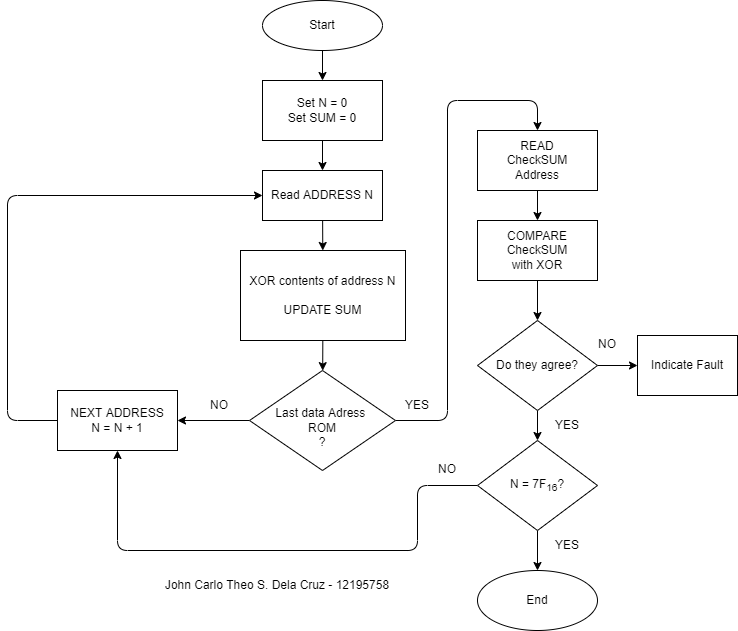 Start
Set N = 0
Set SUM = 0
Read ADDRESS N
XOR contents of address N
UPDATE SUM
Last data Adress
ROM
?
NO
YES
NEXT ADDRESS
N = N + 1
READ
CheckSUM
Address
COMPARE
CheckSUM
with XOR
Do they agree?
NO
Indicate Fault
YES
N = 7F₁₆?
NO
YES
End
John Carlo Theo S. Dela Cruz - 12195758